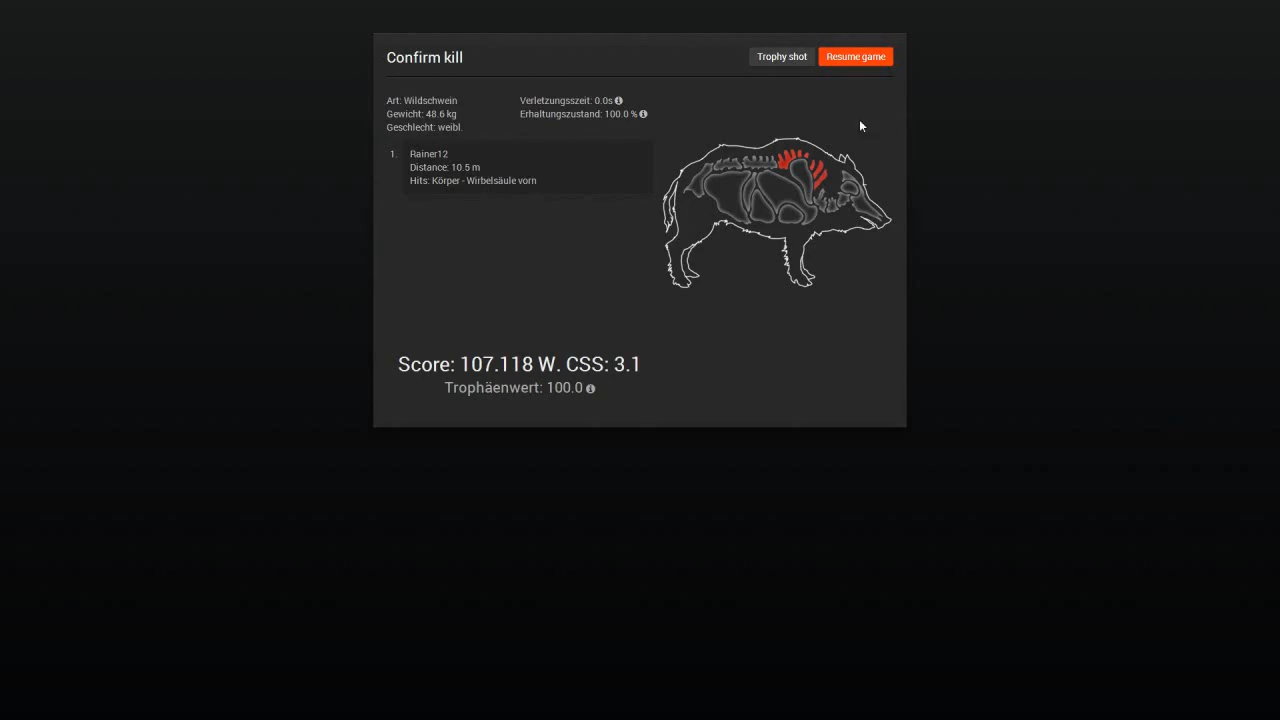 Confirm kill
Trophy shot
Resume game
Art: Wildschwein
Gewicht: 48.6 kg
Geschlecht: weibl.
Verletzungsszeit: 0.0s
Erhaltungszustand: 100.0 %
1. Rainer12
Distance: 10.5 m
Hits: Körper - Wirbelsäule vorn
Score: 107.118 W. CSS: 3.1
Trophäenwert: 100.0